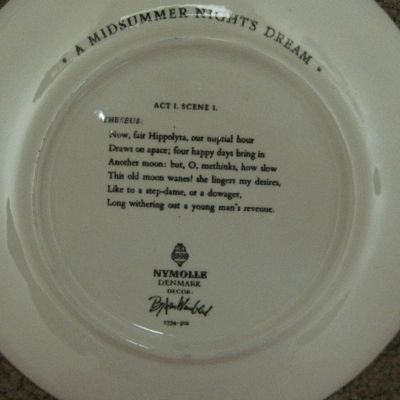 • A MIDSUMMER NIGHTS DREAM •
ACT I. SCENE I.
THESEUS:
Now, fair Hippolyta, our nuptial hour
Draws on apace; four happy days bring in
Another moon: but, O, methinks, how slow
This old moon wanes! she lingers my desires,
Like to a step-dame, or a dowager,
Long withering out a young man's revenue.
NYMOLLE
DENMARK
DECOR: